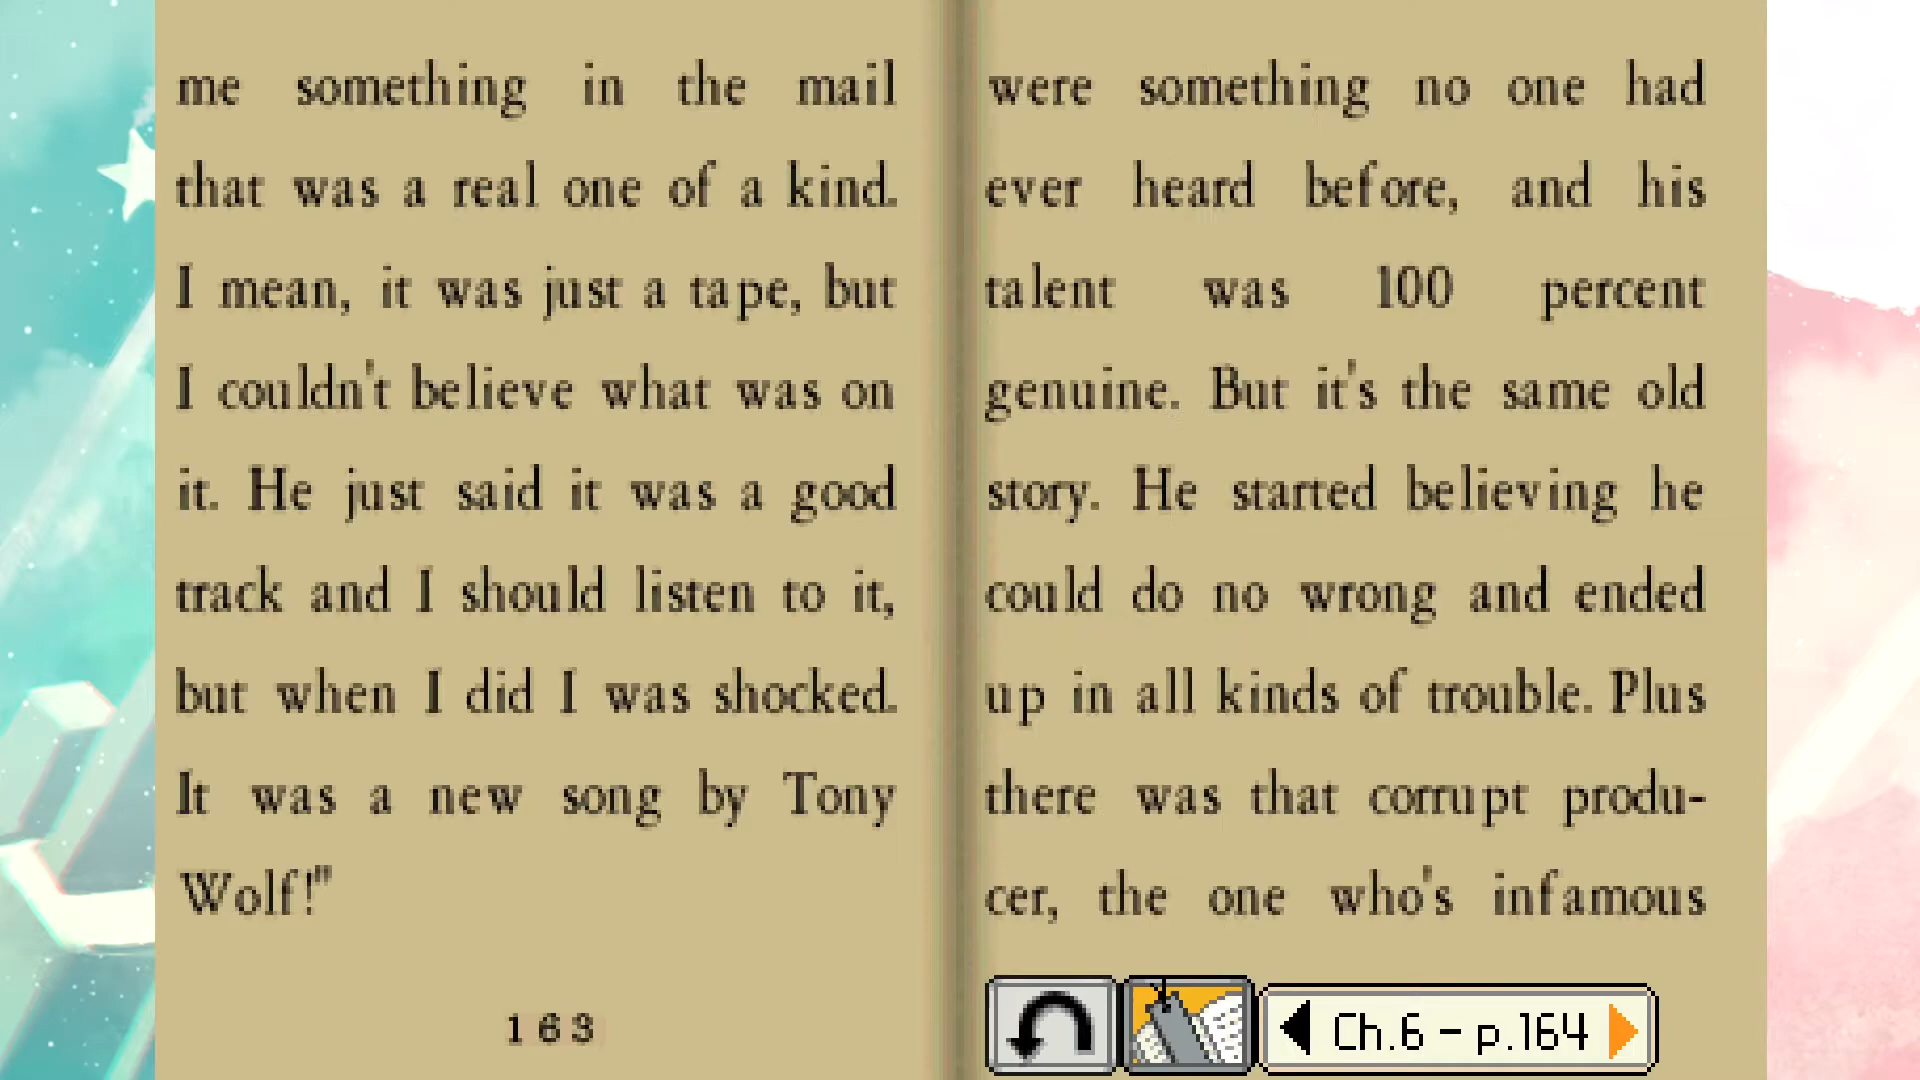 me something in the mail
that was a real one of a kind.
I mean, it was just a tape, but
I couldn't believe what was on
it. He just said it was a good
track and I should listen to it,
but when I did I was shocked.
It was a new song by Tony
Wolf!"
163
were something no one had
ever heard before, and his
talent was 100 percent
genuine. But it's the same old
story. He started believing he
could do no wrong and ended
up in all kinds of trouble. Plus
there was that corrupt produ-
cer, the one who's infamous
Ch.6 - p.164